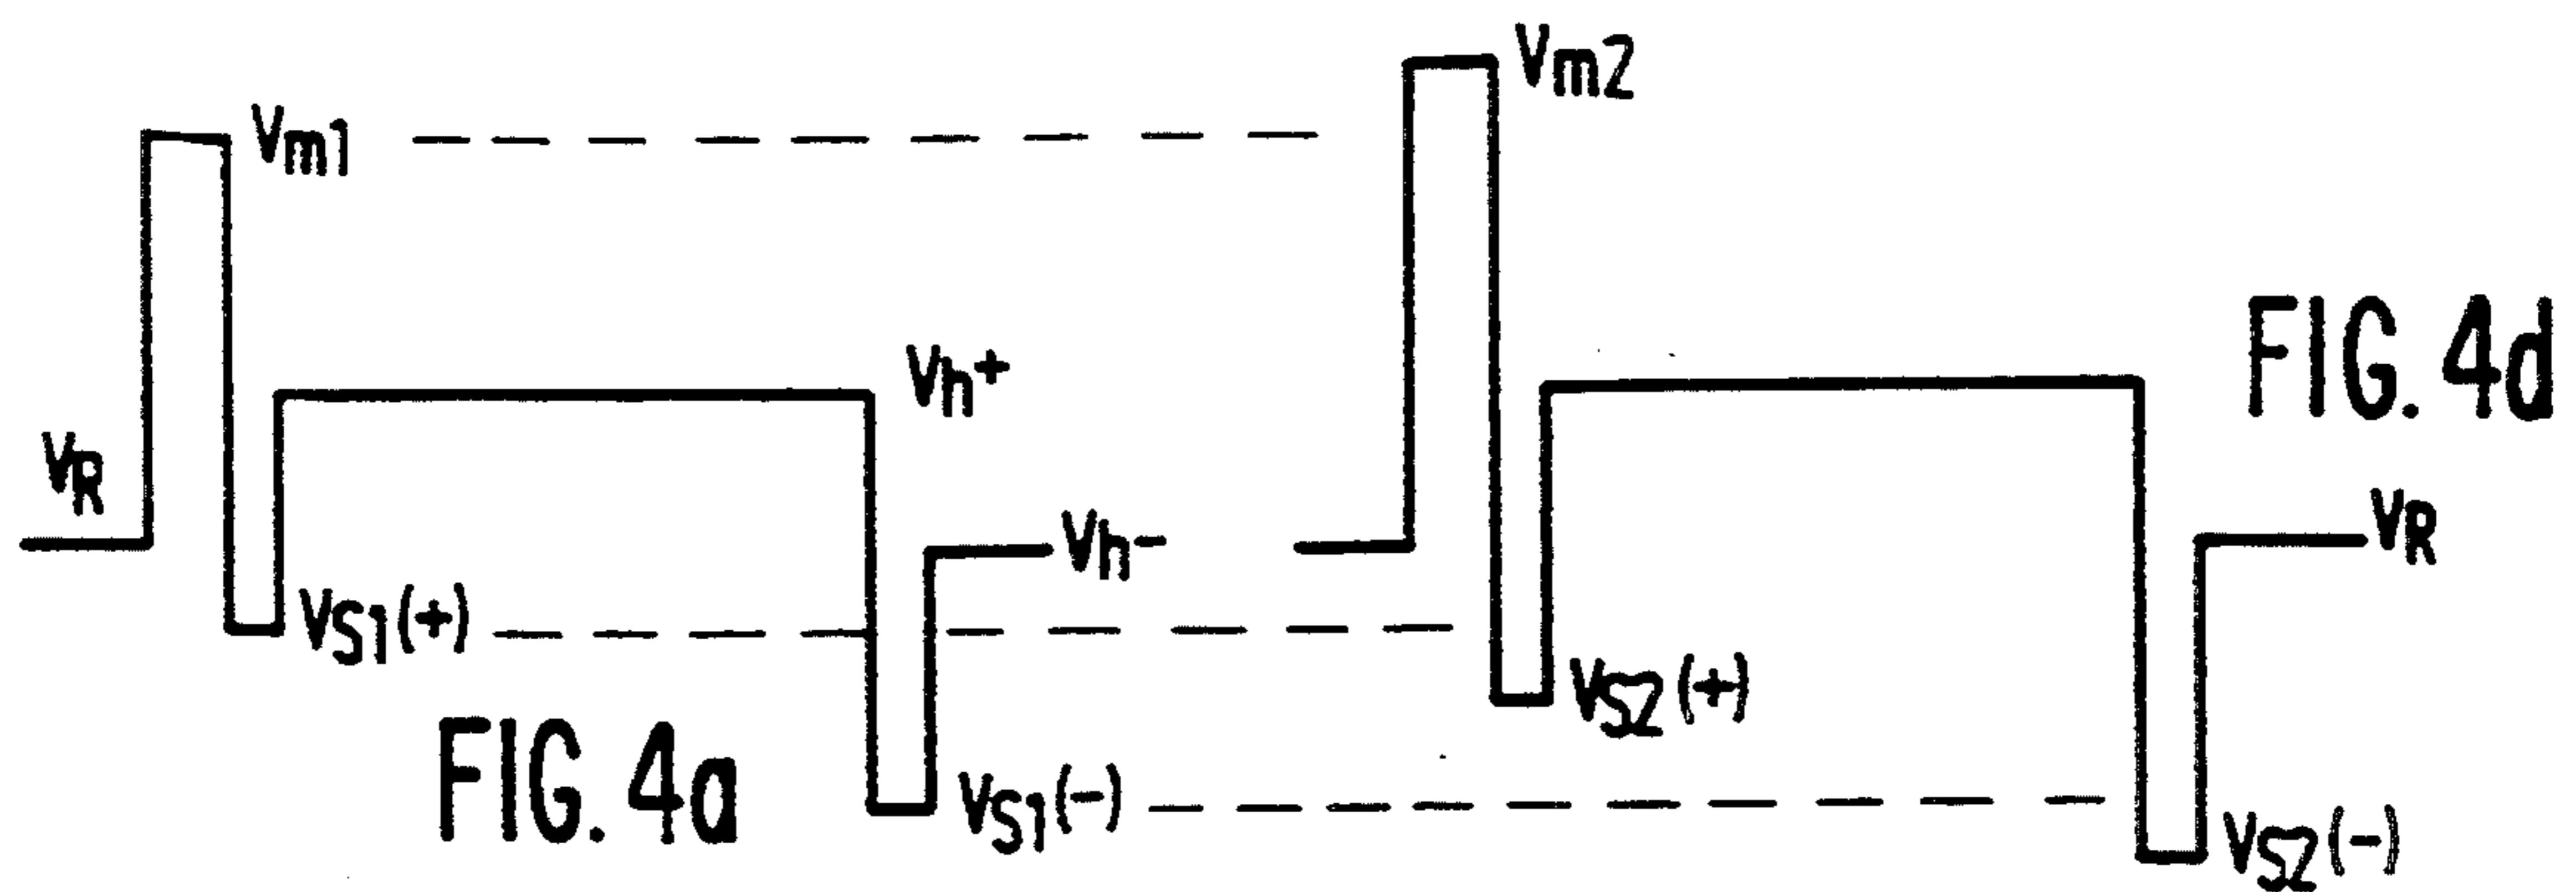 Vm1
Vm2
Vh+
FIG. 4d
VR
Vh-
VR
VS1(+)
VS2(+)
FIG. 4a
VS1(-)
VS2(-)